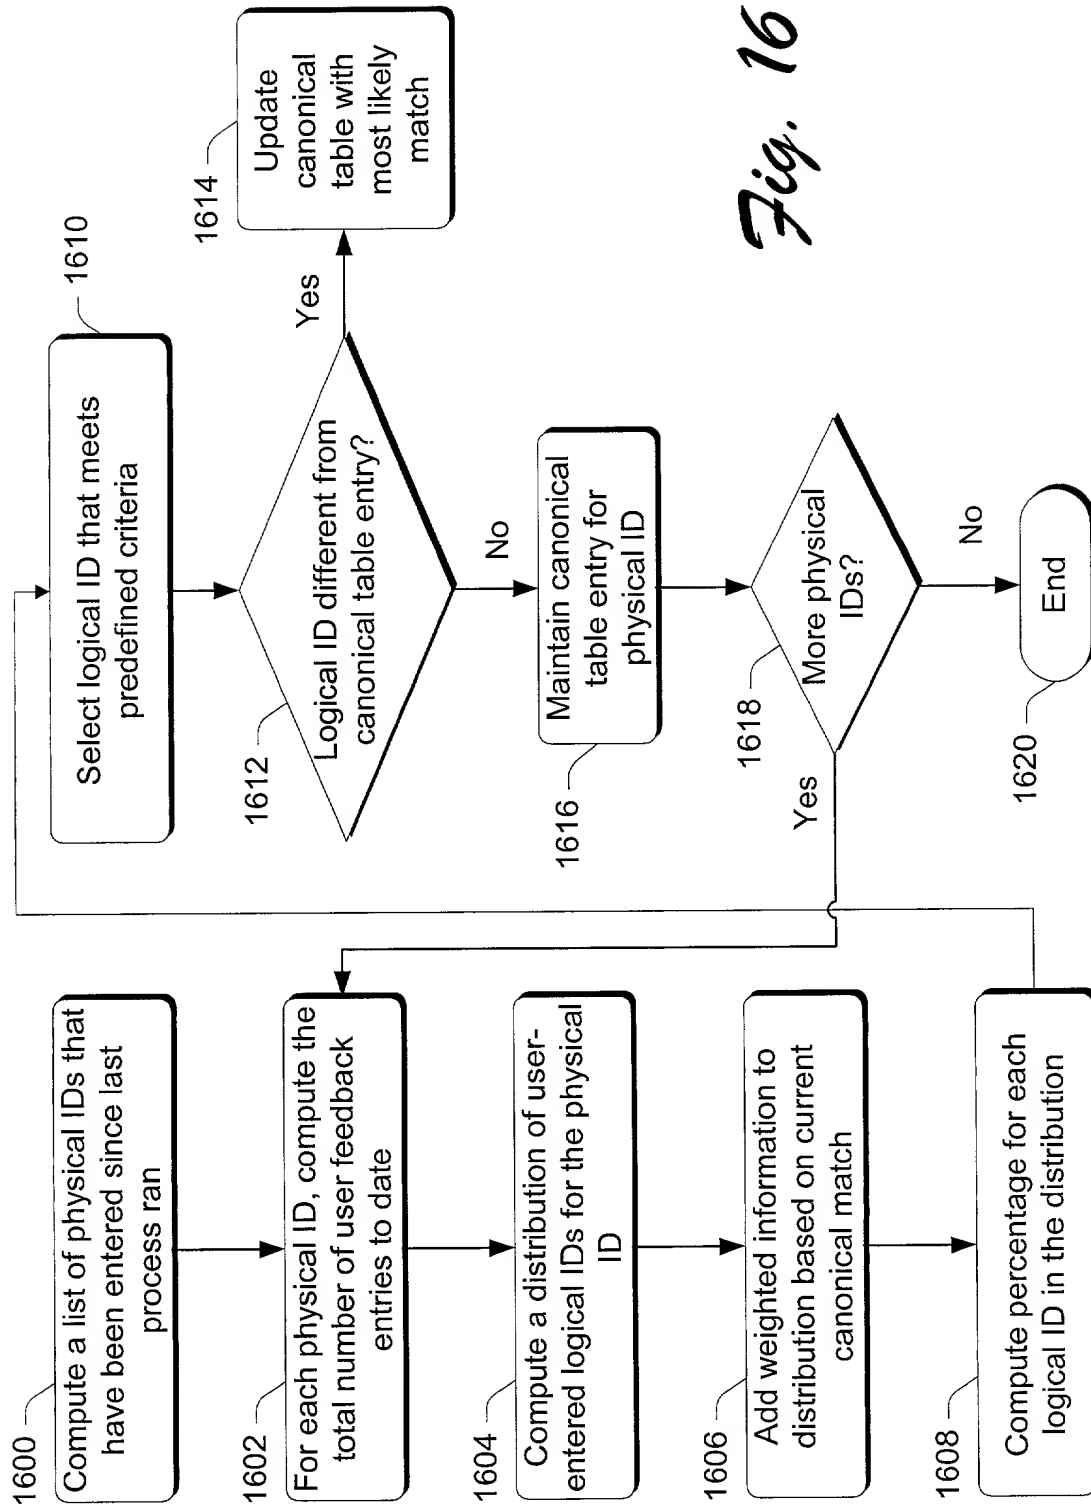 1600
Compute a list of physical IDs that
have been entered since last
process ran
1602
For each physical ID, compute the
total number of user feedback
entries to date
1604
Compute a distribution of user-
entered logical IDs for the physical
ID
1606
Add weighted information to
distribution based on current
canonical match
1608
Compute percentage for each
logical ID in the distribution
1610
Select logical ID that meets
predefined criteria
1612
Logical ID different from
canonical table entry?
Yes
1614
Update
canonical
table with
most likely
match
No
1616
Maintain canonical
table entry for
physical ID
1618
More physical
IDs?
Yes
No
1620
End
Fig. 16